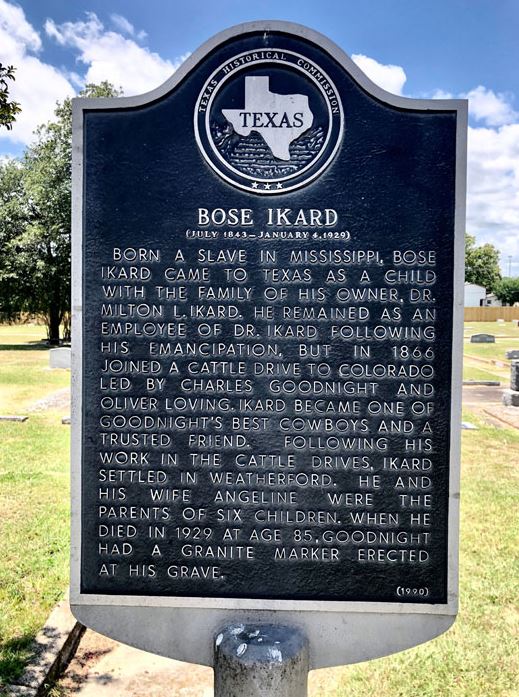 TEXAS HISTORICAL COMMISSION
TEXAS
BOSE IKARD
(JULY 1843 – JANUARY 4, 1929)
BORN A SLAVE IN MISSISSIPPI, BOSE
IKARD CAME TO TEXAS AS A CHILD
WITH THE FAMILY OF HIS OWNER, DR.
MILTON L. IKARD. HE REMAINED AS AN
EMPLOYEE OF DR. IKARD FOLLOWING
HIS EMANCIPATION, BUT IN 1866
JOINED A CATTLE DRIVE TO COLORADO
LED BY CHARLES GOODNIGHT AND
OLIVER LOVING. IKARD BECAME ONE OF
GOODNIGHT'S BEST COWBOYS AND A
TRUSTED FRIEND. FOLLOWING HIS
WORK IN THE CATTLE DRIVES, IKARD
SETTLED IN WEATHERFORD. HE AND
HIS WIFE ANGELINE WERE THE
PARENTS OF SIX CHILDREN. WHEN HE
DIED IN 1929 AT AGE 85, GOODNIGHT
HAD A GRANITE MARKER ERECTED
AT HIS GRAVE.
(1990)